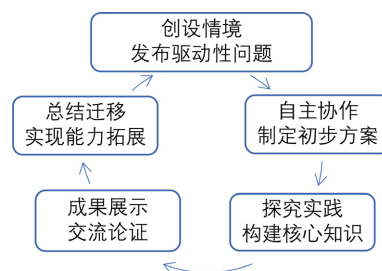 创设情境
发布驱动性问题
自主协作
制定初步方案
探究实践
构建核心知识
成果展示
交流论证
总结迁移
实现能力拓展